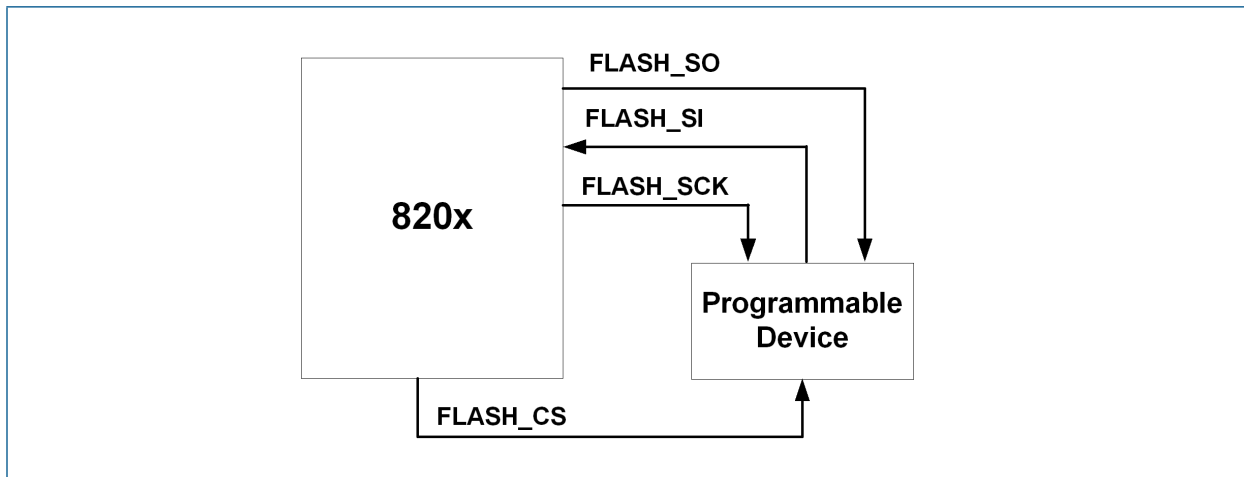 FLASH_SO
FLASH_SI
FLASH_SCK
820x
Programmable
Device
FLASH_CS